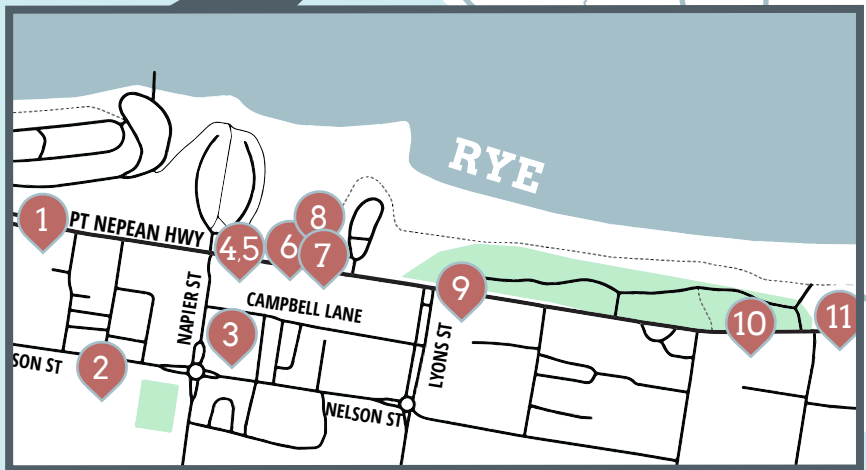 RYE
1
PT NEPEAN HWY
8
4,5
6
7
9
CAMPBELL LANE
NAPIER ST
3
10
11
LYONS ST
SON ST
2
NELSON ST